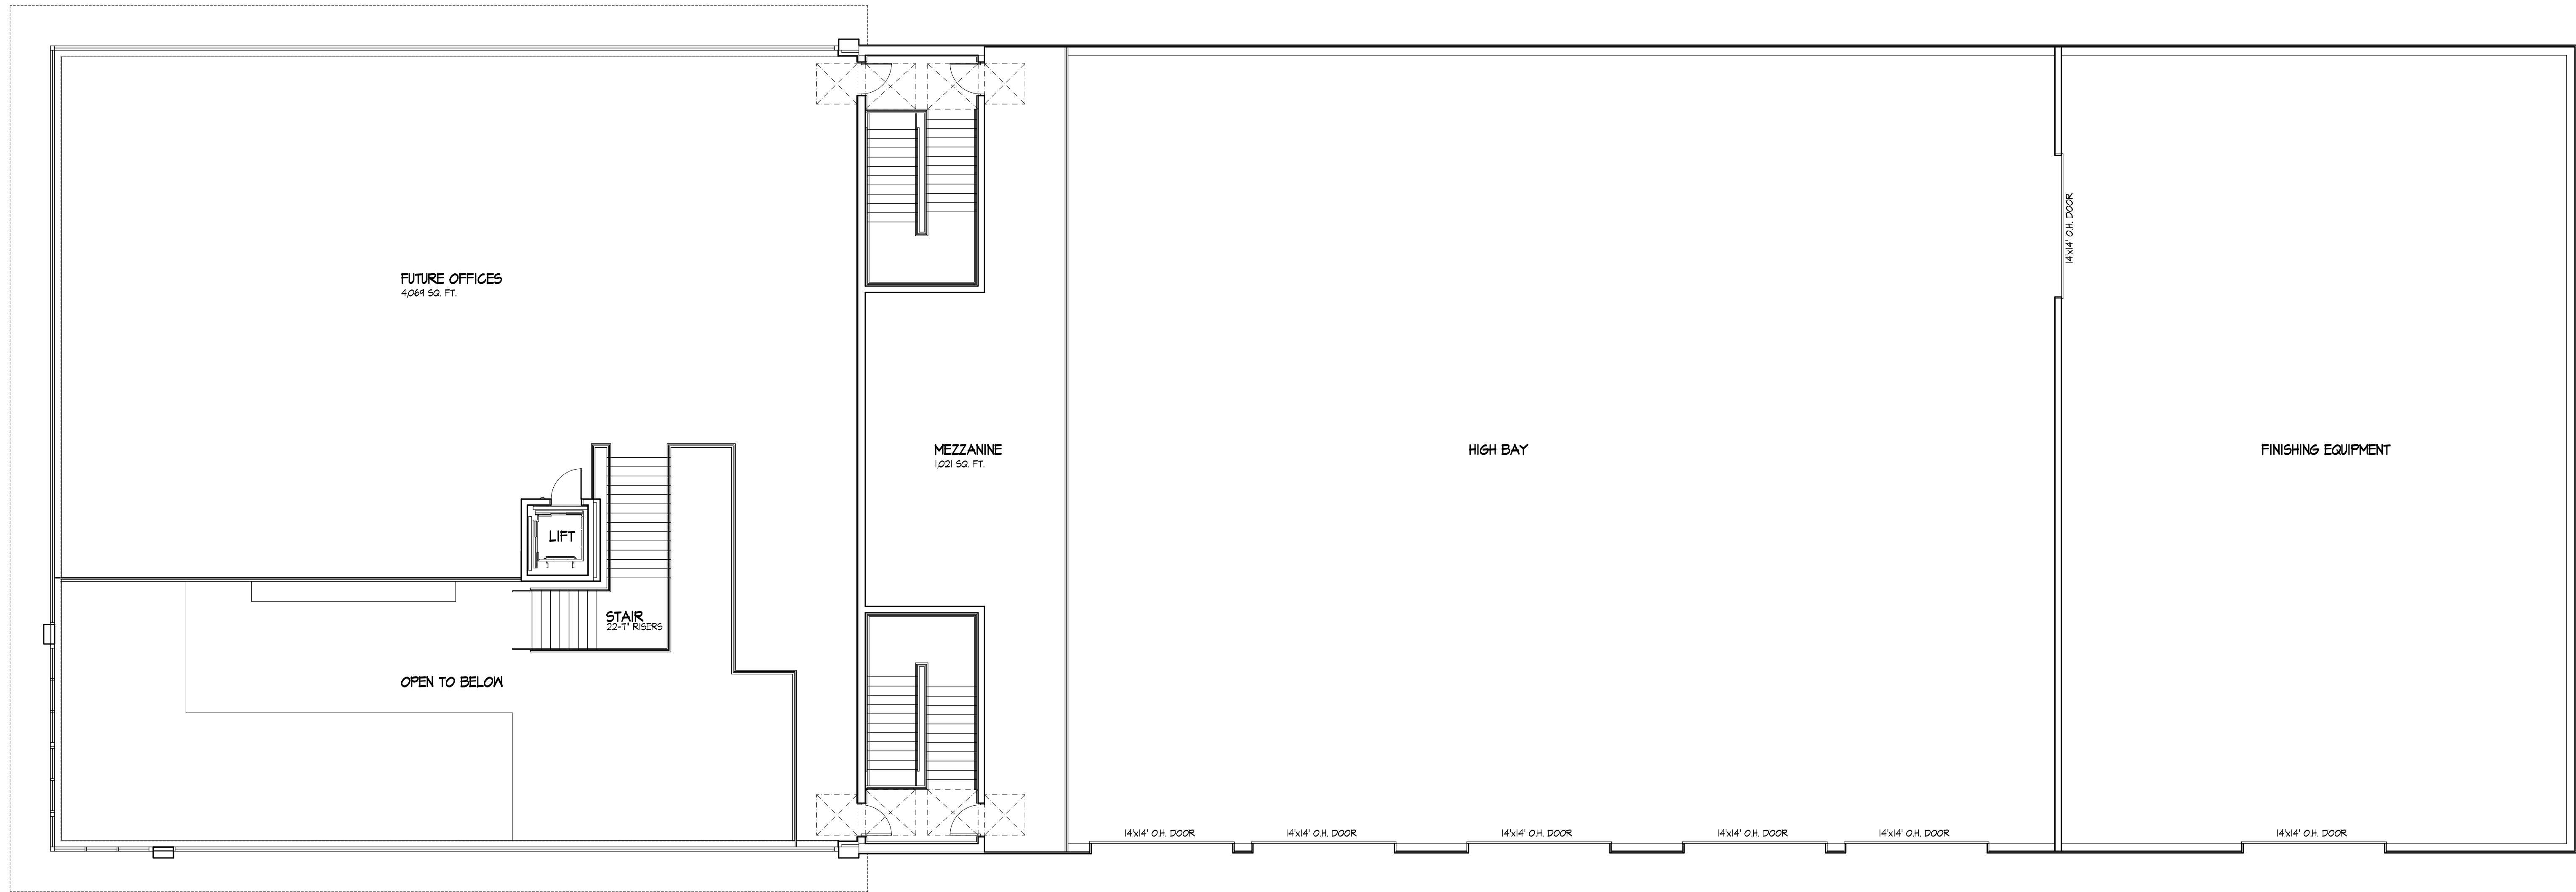 14'x14' O.H. DOOR
FUTURE OFFICES
4,069 SQ. FT.
MEZZANINE
1,021 SQ. FT.
HIGH BAY
FINISHING EQUIPMENT
LIFT
STAIR
22-7" RISERS
OPEN TO BELOW
14'x14' O.H. DOOR
14'x14' O.H. DOOR
14'x14' O.H. DOOR
14'x14' O.H. DOOR
14'x14' O.H. DOOR
14'x14' O.H. DOOR